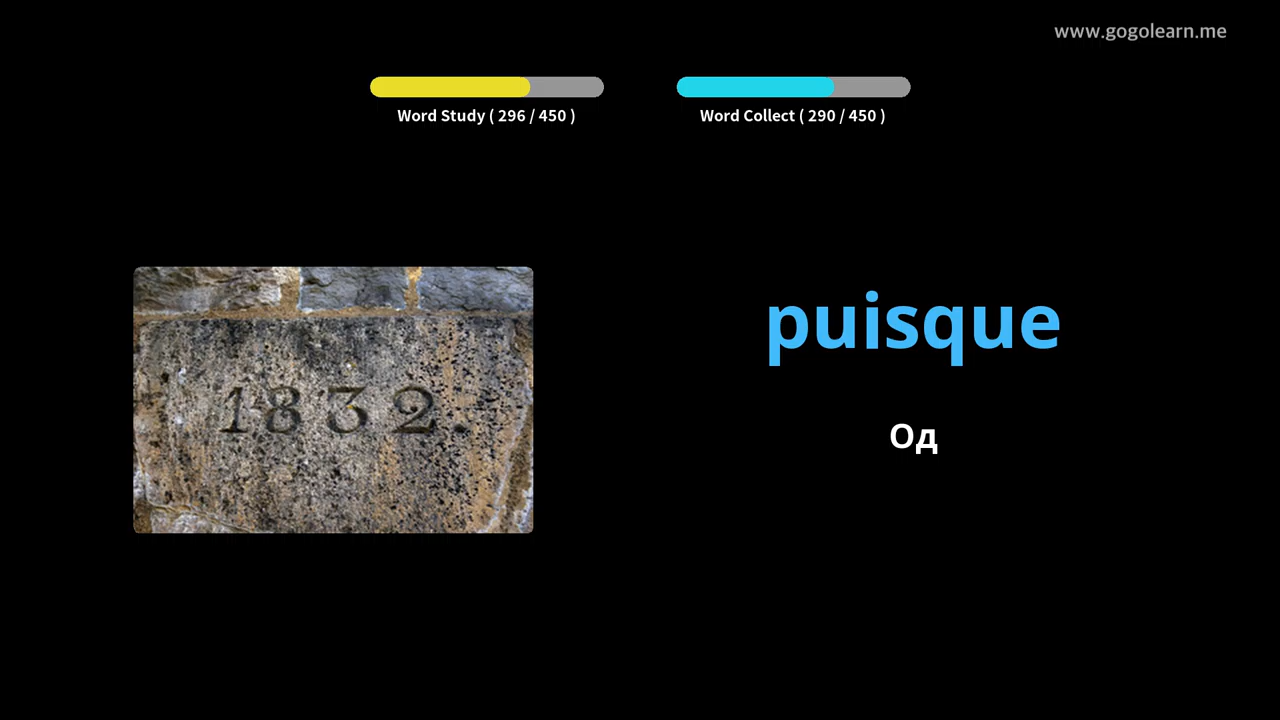 www.gogolearn.me
Word Study ( 296 / 450 )
Word Collect ( 290 / 450 )
puisque
1832.
Од